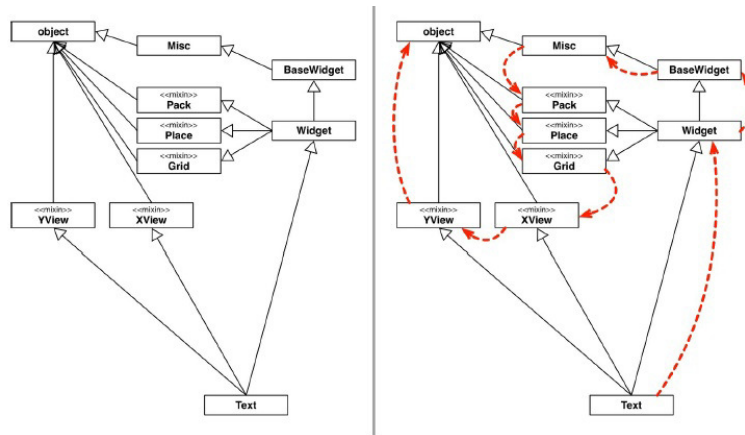 object
Misc
BaseWidget
<<mixin>>
Pack
<<mixin>>
Place
Widget
<<mixin>>
Grid
<<mixin>>
YView
<<mixin>>
XView
Text
object
Misc
BaseWidget
<<mixin>>
Pack
<<mixin>>
Place
Widget
<<mixin>>
Grid
<<mixin>>
YView
<<mixin>>
XView
Text